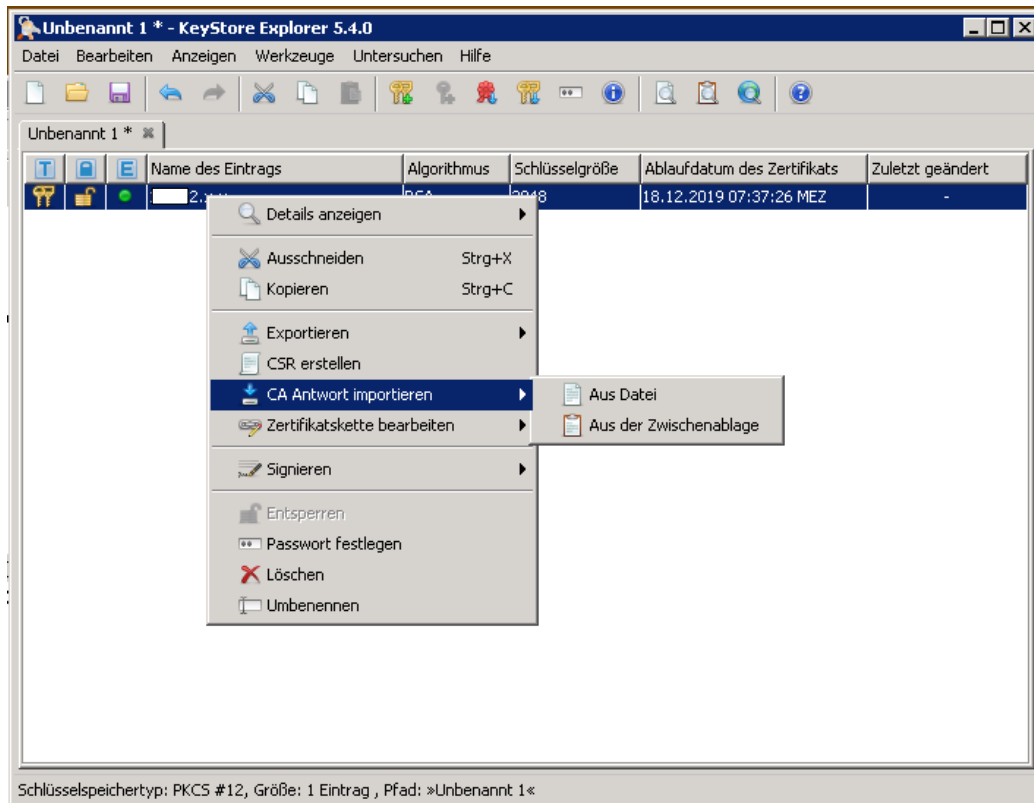 Unbenannt 1 * - KeyStore Explorer 5.4.0
Datei Bearbeiten Anzeigen Werkzeuge Untersuchen Hilfe
Unbenannt 1 *
T E Name des Eintrags Algorithmus Schlüsselgröße Ablaufdatum des Zertifikats Zuletzt geändert
18.12.2019 07:37:26 MEZ -
Details anzeigen
Ausschneiden Strg+X
Kopieren Strg+C
Exportieren
CSR erstellen
CA Antwort importieren
Aus Datei
Zertifikatskette bearbeiten
Aus der Zwischenablage
Signieren
Entsperren
Passwort festlegen
Löschen
Umbenennen
Schlüsselspeichertyp: PKCS #12, Größe: 1 Eintrag , Pfad: »Unbenannt 1«